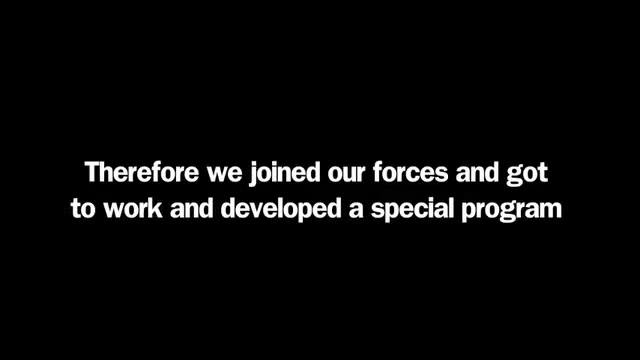 Therefore we joined our forces and got
to work and developed a special program